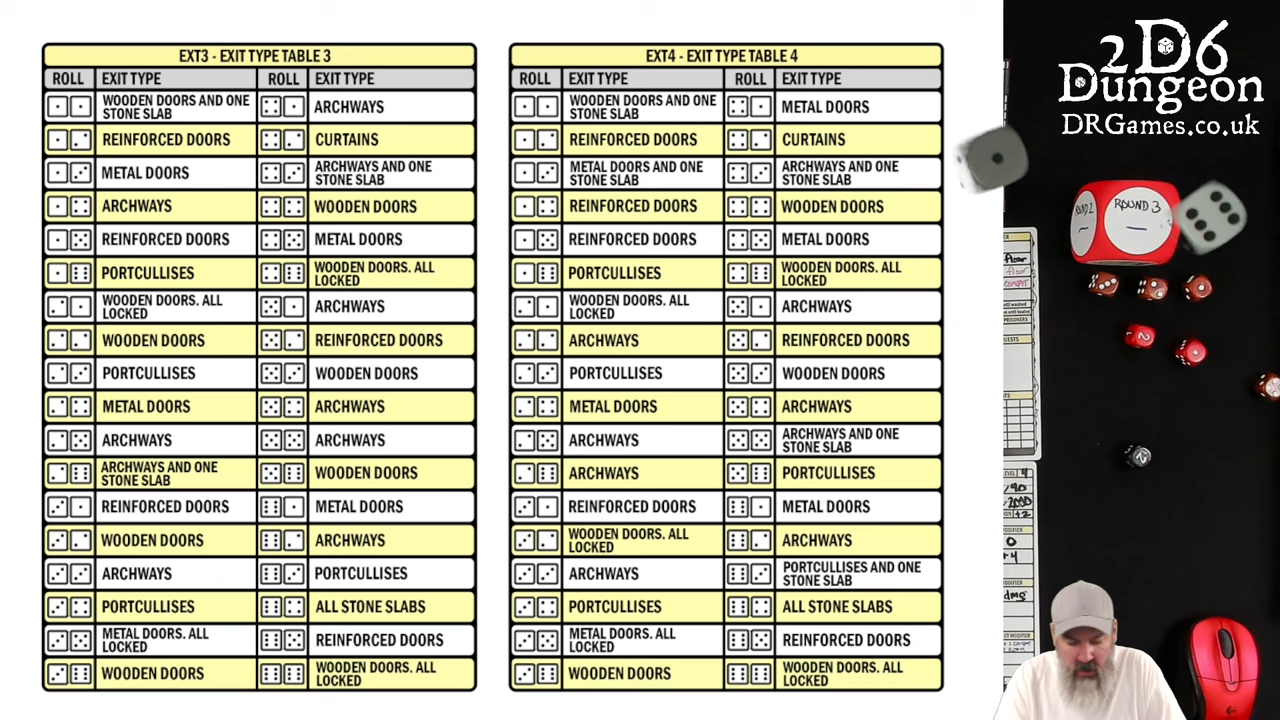 EXT3 - EXIT TYPE TABLE 3
ROLL EXIT TYPE ROLL EXIT TYPE
WOODEN DOORS AND ONE STONE SLAB ARCHWAYS
REINFORCED DOORS CURTAINS
METAL DOORS ARCHWAYS AND ONE STONE SLAB
ARCHWAYS WOODEN DOORS
REINFORCED DOORS METAL DOORS
PORTCULLISES WOODEN DOORS. ALL LOCKED
WOODEN DOORS. ALL LOCKED ARCHWAYS
WOODEN DOORS REINFORCED DOORS
PORTCULLISES WOODEN DOORS
METAL DOORS ARCHWAYS
ARCHWAYS ARCHWAYS
ARCHWAYS AND ONE STONE SLAB WOODEN DOORS
REINFORCED DOORS METAL DOORS
WOODEN DOORS ARCHWAYS
ARCHWAYS PORTCULLISES
PORTCULLISES ALL STONE SLABS
METAL DOORS. ALL LOCKED REINFORCED DOORS
WOODEN DOORS WOODEN DOORS. ALL LOCKED
EXT4 - EXIT TYPE TABLE 4
ROLL EXIT TYPE ROLL EXIT TYPE
WOODEN DOORS AND ONE STONE SLAB METAL DOORS
REINFORCED DOORS CURTAINS
METAL DOORS AND ONE STONE SLAB ARCHWAYS AND ONE STONE SLAB
REINFORCED DOORS WOODEN DOORS
REINFORCED DOORS METAL DOORS
PORTCULLISES WOODEN DOORS. ALL LOCKED
WOODEN DOORS. ALL LOCKED ARCHWAYS
ARCHWAYS REINFORCED DOORS
PORTCULLISES WOODEN DOORS
METAL DOORS ARCHWAYS
ARCHWAYS ARCHWAYS AND ONE STONE SLAB
ARCHWAYS PORTCULLISES
REINFORCED DOORS METAL DOORS
WOODEN DOORS. ALL LOCKED ARCHWAYS
ARCHWAYS PORTCULLISES AND ONE STONE SLAB
PORTCULLISES ALL STONE SLABS
METAL DOORS. ALL LOCKED REINFORCED DOORS
WOODEN DOORS WOODEN DOORS. ALL LOCKED
2D6
Dungeon
DRGames.co.uk
ROUND 3
floor
floor
PRISONERS
LEVEL 4